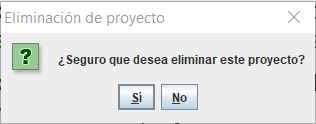 Eliminación de proyecto
?
¿Seguro que desea eliminar este proyecto?
Sí No